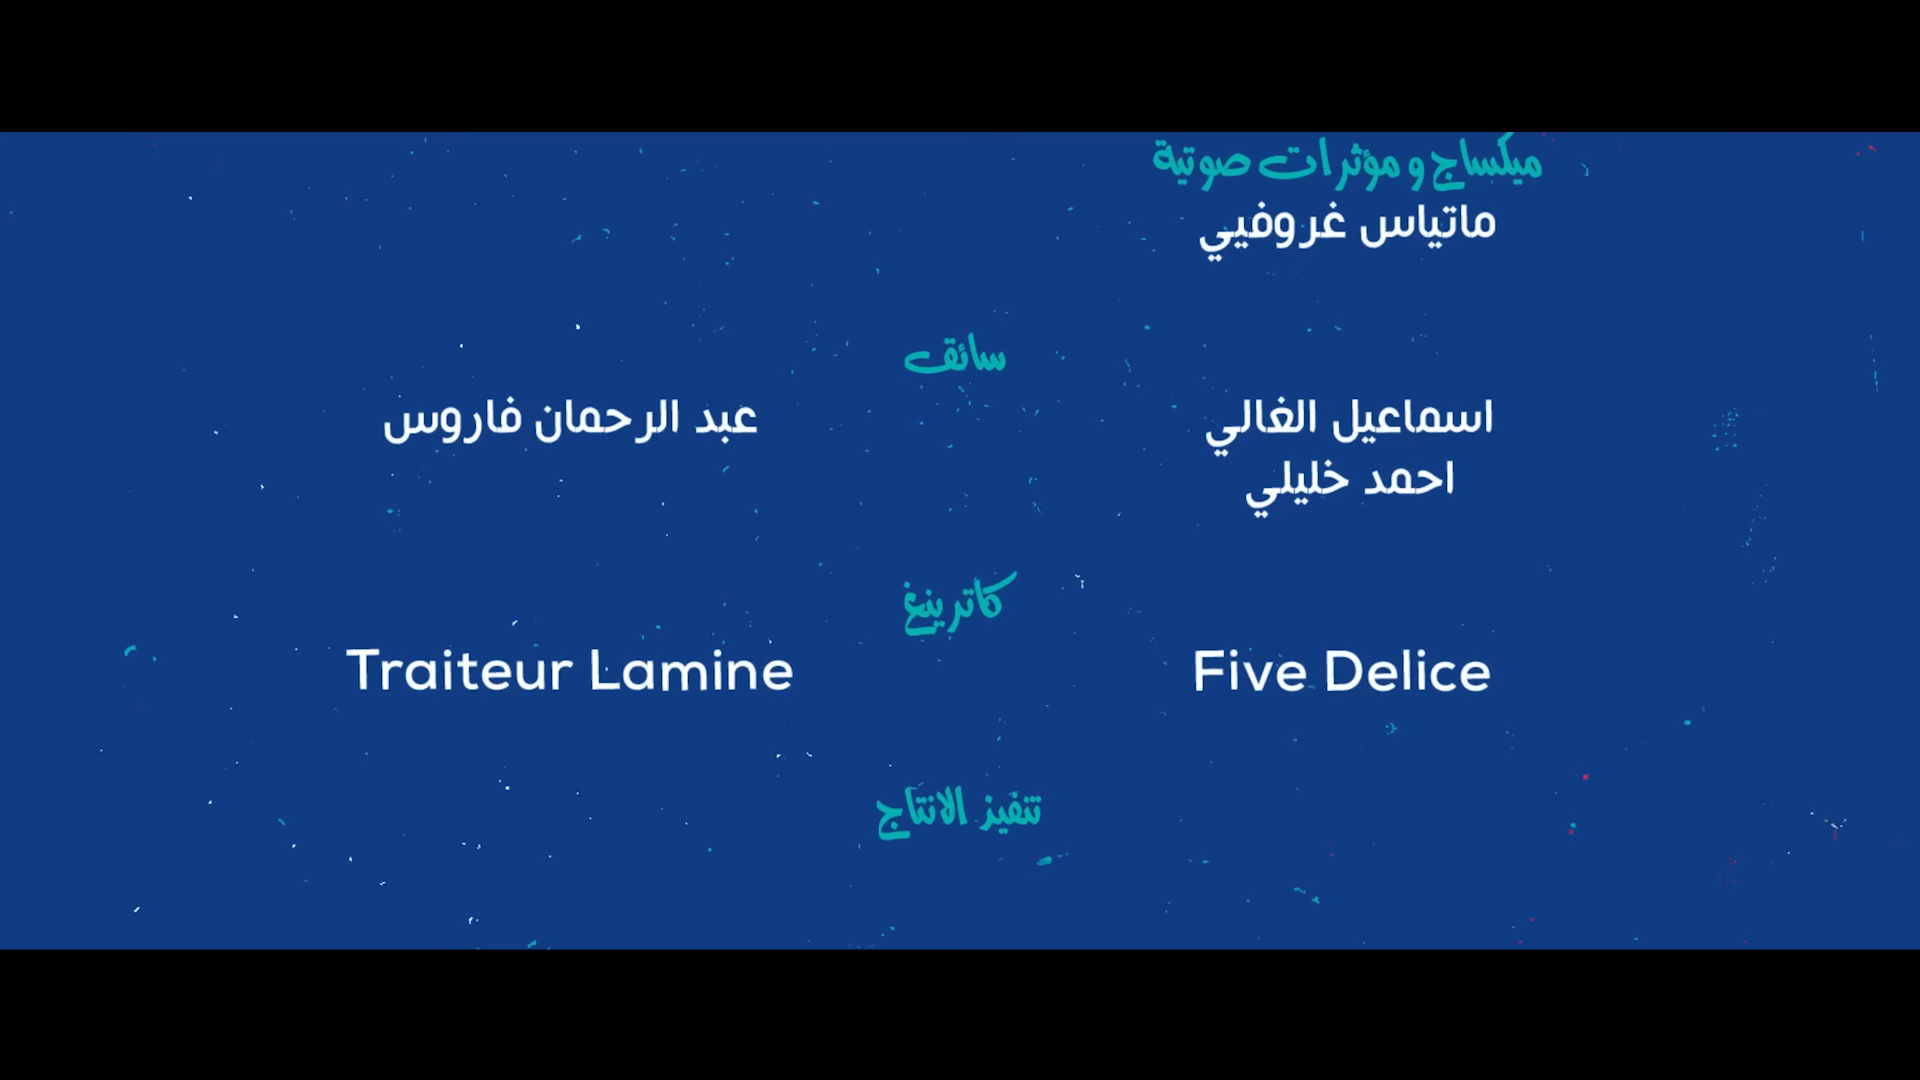 ميكساج و مؤثرات صوتية
ماتياس غروفيي
سائق
اسماعيل الغالي
عبد الرحمان فاروس
احمد خليلي
كاترينغ
Traiteur Lamine
Five Delice
تنفيز الانتاج